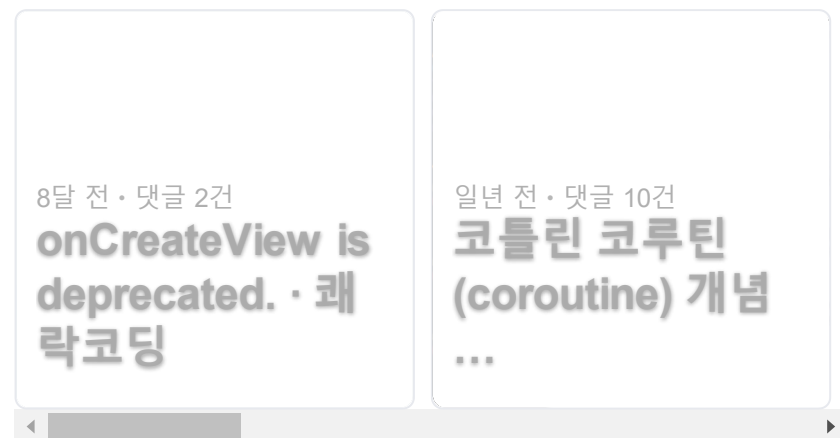 8달 전 • 댓글 2건
onCreateView is
deprecated. · 쾌
락코딩
일년 전 • 댓글 10건
코틀린 코루틴
(coroutine) 개념
…